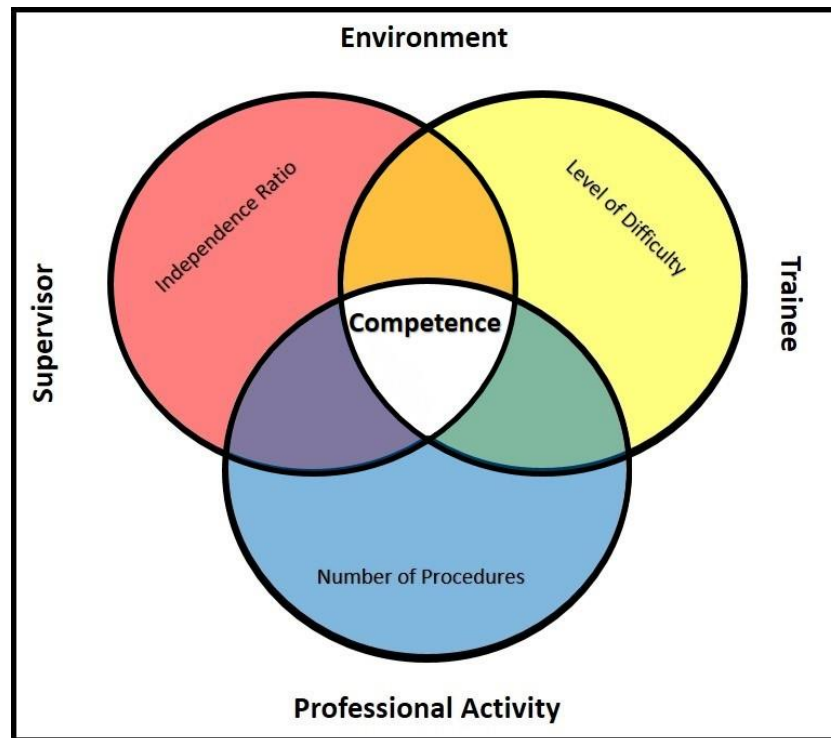 Environment
Independence Ratio
Level of Difficulty
Supervisor
Trainee
Competence
Number of Procedures
Professional Activity